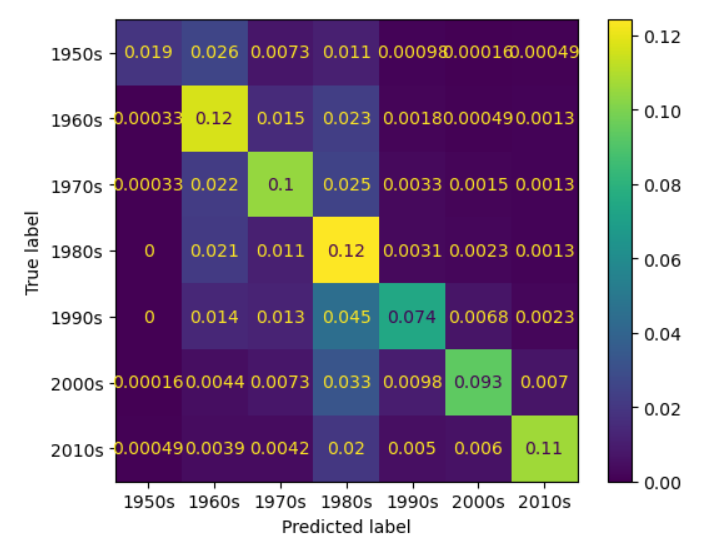 1950s 0.019 0.026 0.0073 0.011 0.00098 0.00016 0.00049
1960s 0.00033 0.12 0.015 0.023 0.0018 0.00049 0.0013
1970s 0.00033 0.022 0.1 0.025 0.0033 0.0015 0.0013
1980s 0 0.021 0.011 0.12 0.0031 0.0023 0.0013
1990s 0 0.014 0.013 0.045 0.074 0.0068 0.0023
2000s 0.00016 0.0044 0.0073 0.033 0.0098 0.093 0.007
2010s 0.00049 0.0039 0.0042 0.02 0.005 0.006 0.11
1950s 1960s 1970s 1980s 1990s 2000s 2010s
Predicted label
True label
0.12
0.10
0.08
0.06
0.04
0.02
0.00